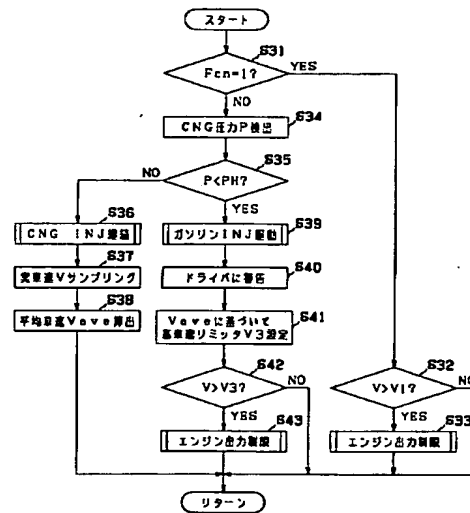 スタート
S31
Fcn=1?
YES
NO
S34
CNG圧力P検出
S35
NO
P<PH?
YES
S36
CNG INJ駆動
S39
ガソリンINJ駆動
S37
実車速Vサンプリング
S40
ドライバに警告
S38
平均車速Vave算出
S41
Vaveに基づいて
高車速リミッタV3設定
S42
V>V3?
NO
YES
S32
V>V1?
NO
YES
S43
エンジン出力制限
S33
エンジン出力制限
リターン